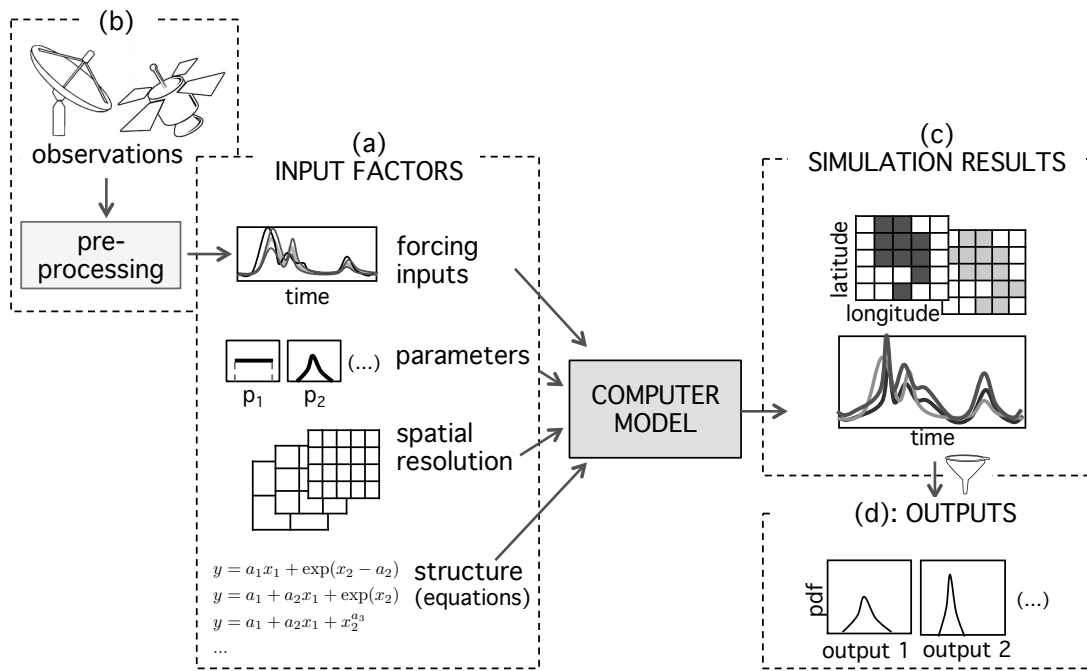 (b)
observations
pre-
processing
(a)
INPUT FACTORS
forcing
inputs
time
parameters
(...)
p₁
p₂
spatial
resolution
structure
(equations)
y = a₁x₁ + exp(x₂ − a₂)
y = a₁ + a₂x₁ + exp(x₂)
y = a₁ + a₂x₁ + x₂^{a₃}
...
COMPUTER
MODEL
(c)
SIMULATION RESULTS
latitude
longitude
time
(d): OUTPUTS
pdf
output 1
output 2
(...)